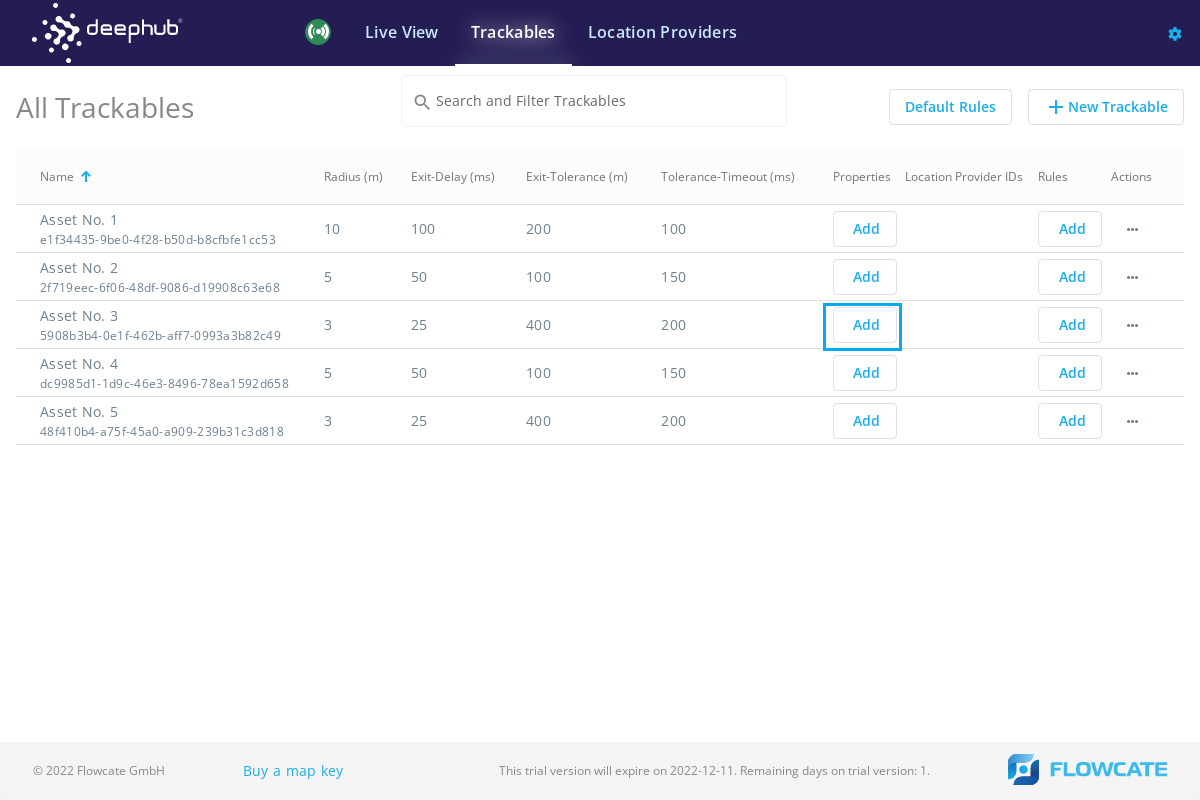 deephub®
Live View
Trackables
Location Providers
All Trackables
Search and Filter Trackables
Default Rules
New Trackable
Name Radius (m) Exit-Delay (ms) Exit-Tolerance (m) Tolerance-Timeout (ms) Properties Location Provider IDs Rules Actions
Asset No. 1
e1f34435-9be0-4f28-b50d-b8cfbfe1cc53
10 100 200 100 Add Add
Asset No. 2
2f719eec-6f06-48df-9086-d19908c63e68
5 50 100 150 Add Add
Asset No. 3
5908b3b4-0e1f-462b-aff7-0993a3b82c49
3 25 400 200 Add Add
Asset No. 4
dc9985d1-1d9c-46e3-8496-78ea1592d658
5 50 100 150 Add Add
Asset No. 5
48f410b4-a75f-45a0-a909-239b31c3d818
3 25 400 200 Add Add
© 2022 Flowcate GmbH
Buy a map key
This trial version will expire on 2022-12-11. Remaining days on trial version: 1.
FLOWCATE